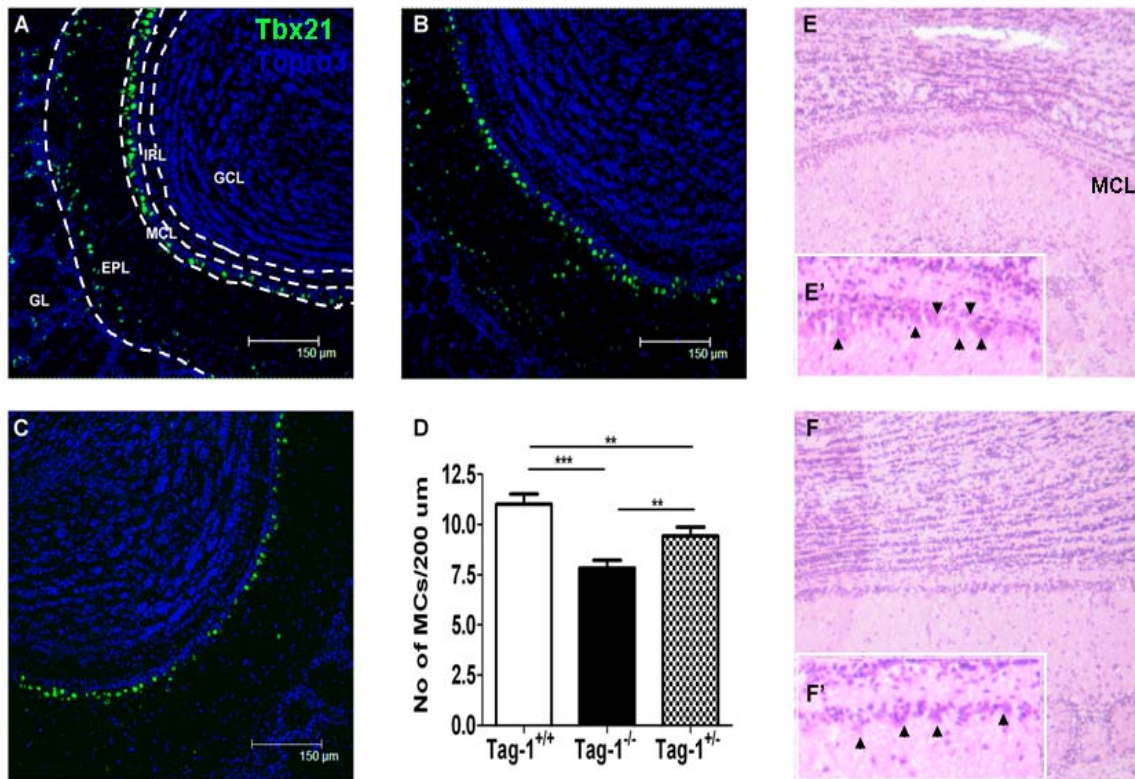 A
Tbx21
Topro3
IRL
GCL
MCL
EPL
GL
150 µm
B
150 µm
E
MCL
E'
C
150 µm
D
**
***
**
No of MCs/200 um
12.5
10.0
7.5
5.0
2.5
0.0
Tag-1+/+
Tag-1-/-
Tag-1+/-
F
F'